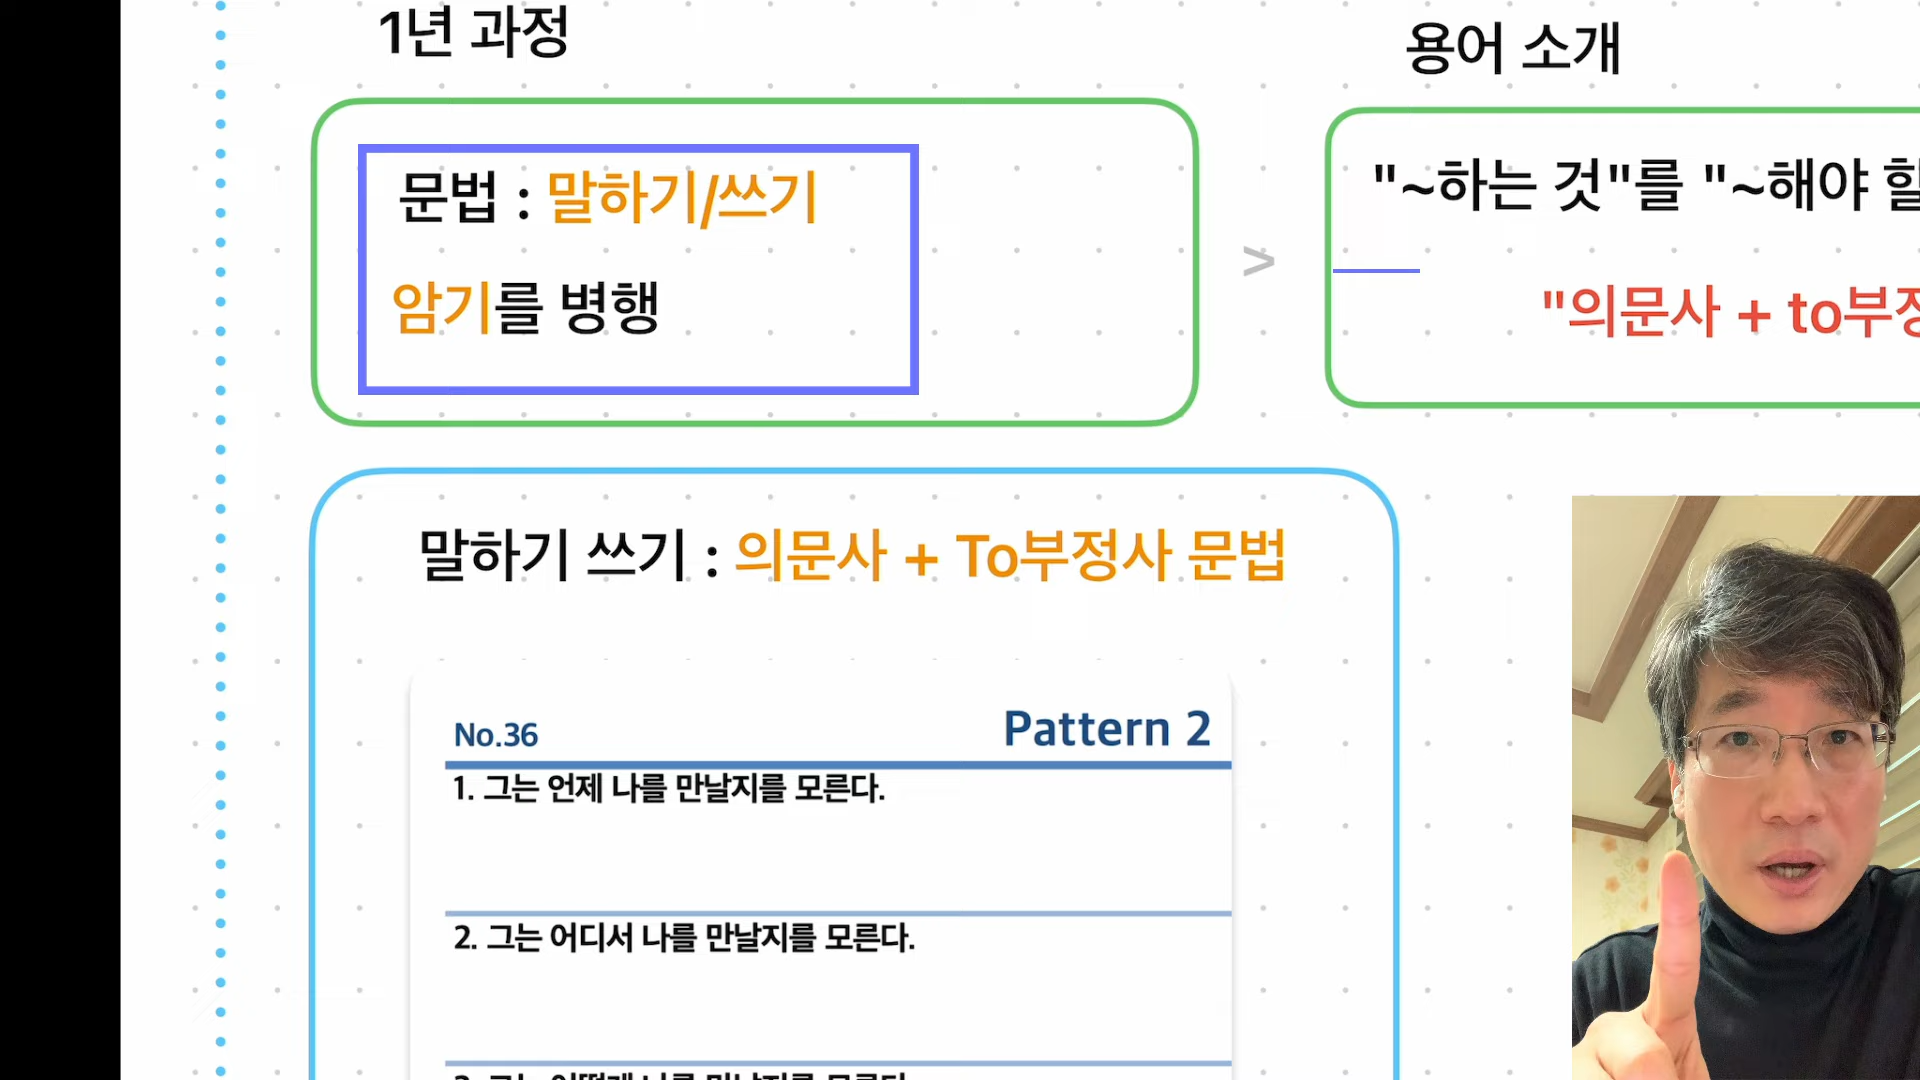 1년 과정
문법 : 말하기/쓰기
암기를 병행
>
용어 소개
"~하는 것"를 "~해야 할
"의문사 + to부정
말하기 쓰기 : 의문사 + To부정사 문법
No.36
Pattern 2
1. 그는 언제 나를 만날지를 모른다.
2. 그는 어디서 나를 만날지를 모른다.